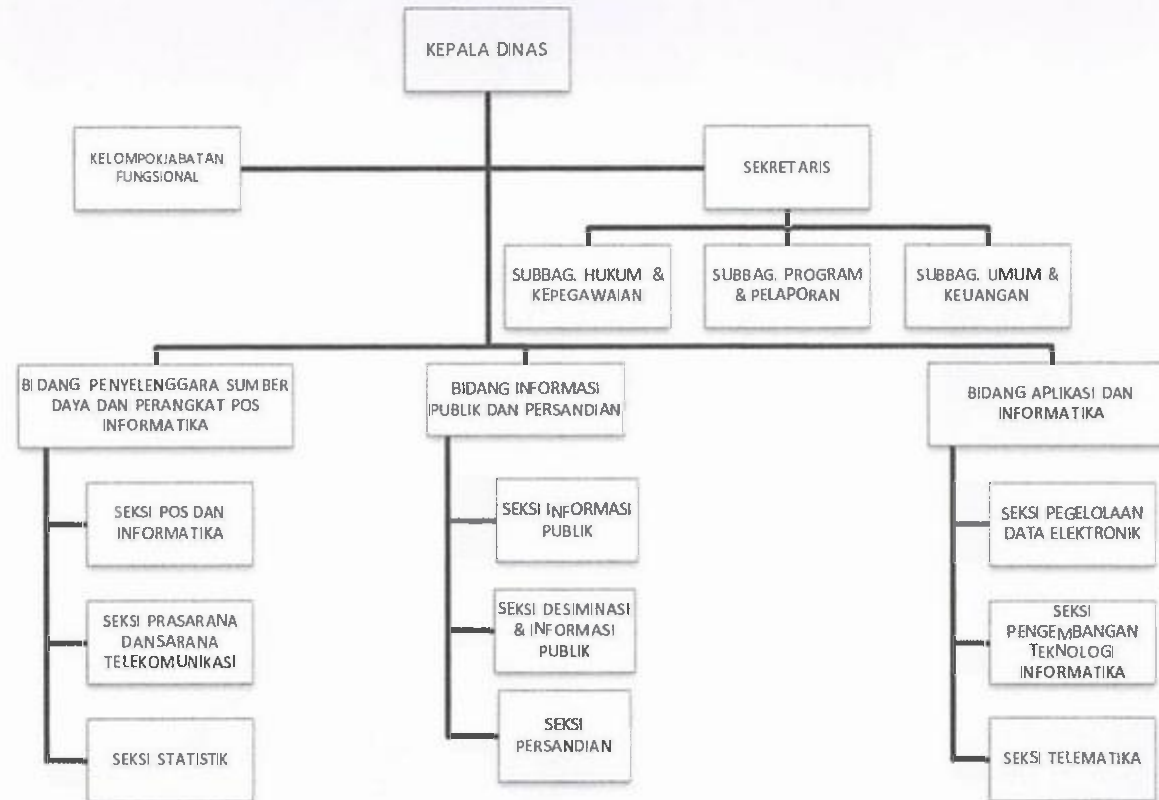 KEPALA DINAS
KELOMPOKJABATAN
FUNGSIONAL
SEKRETARIS
SUBBAG. HUKUM &
KEPEGAWAIAN
SUBBAG. PROGRAM
& PELAPORAN
SUBBAG. UMUM &
KEUANGAN
BIDANG PENYELENGGARA SUMBER
DAYA DAN PERANGKAT POS
INFORMATIKA
SEKSI POS DAN
INFORMATIKA
SEKSI PRASARANA
DANSARANA
TELEKOMUNIKASI
SEKSI STATISTIK
BIDANG INFORMASI
PUBLIK DAN PERSANDIAN
SEKSI INFORMASI
PUBLIK
SEKSI DESIMINASI
& INFORMASI
PUBLIK
SEKSI
PERSANDIAN
BIDANG APLIKASI DAN
INFORMATIKA
SEKSI PEGELOLAAN
DATA ELEKTRONIK
SEKSI
PENGEMBANGAN
TEKNOLOGI
INFORMATIKA
SEKSI TELEMATIKA